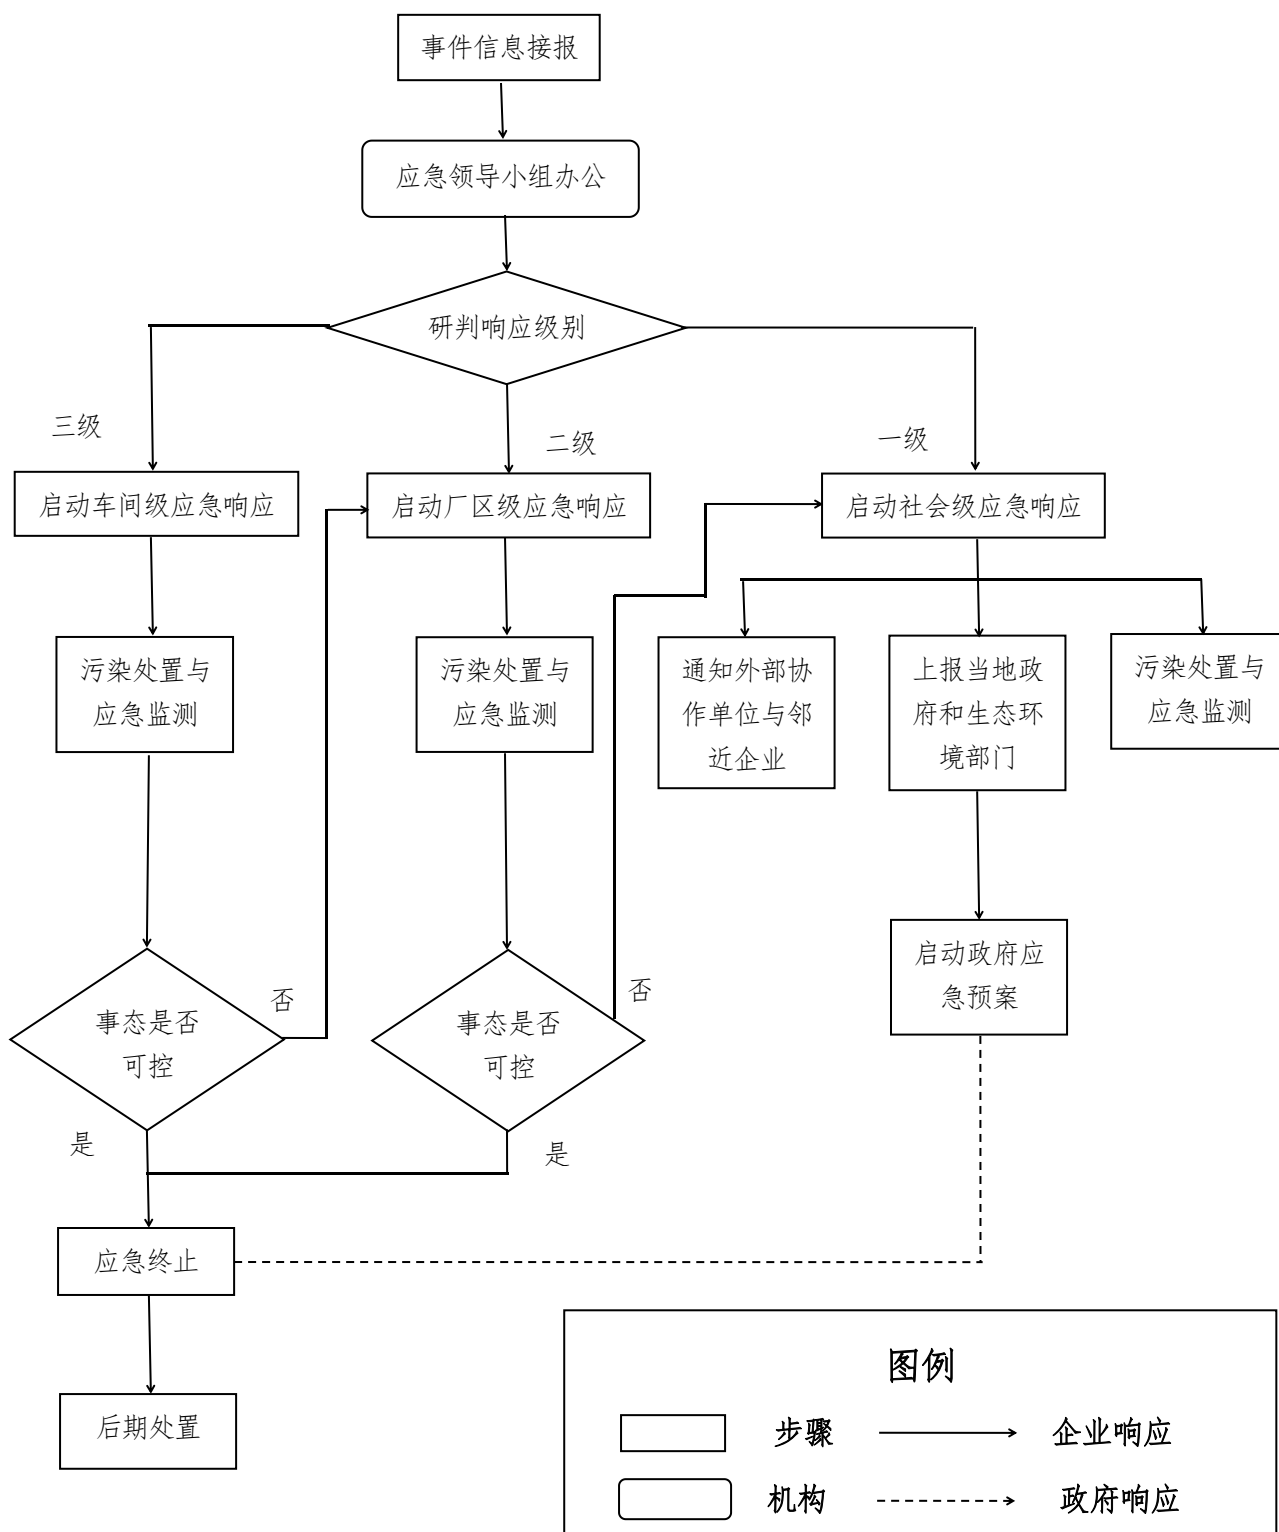 事件信息接报
应急领导小组办公
研判响应级别
三级
二级
一级
启动车间级应急响应
启动厂区级应急响应
启动社会级应急响应
污染处置与
应急监测
污染处置与
应急监测
通知外部协
作单位与邻
近企业
上报当地政
府和生态环
境部门
污染处置与
应急监测
启动政府应
急预案
事态是否
可控
否
事态是否
可控
否
是
是
应急终止
后期处置
图例
步骤
企业响应
机构
政府响应